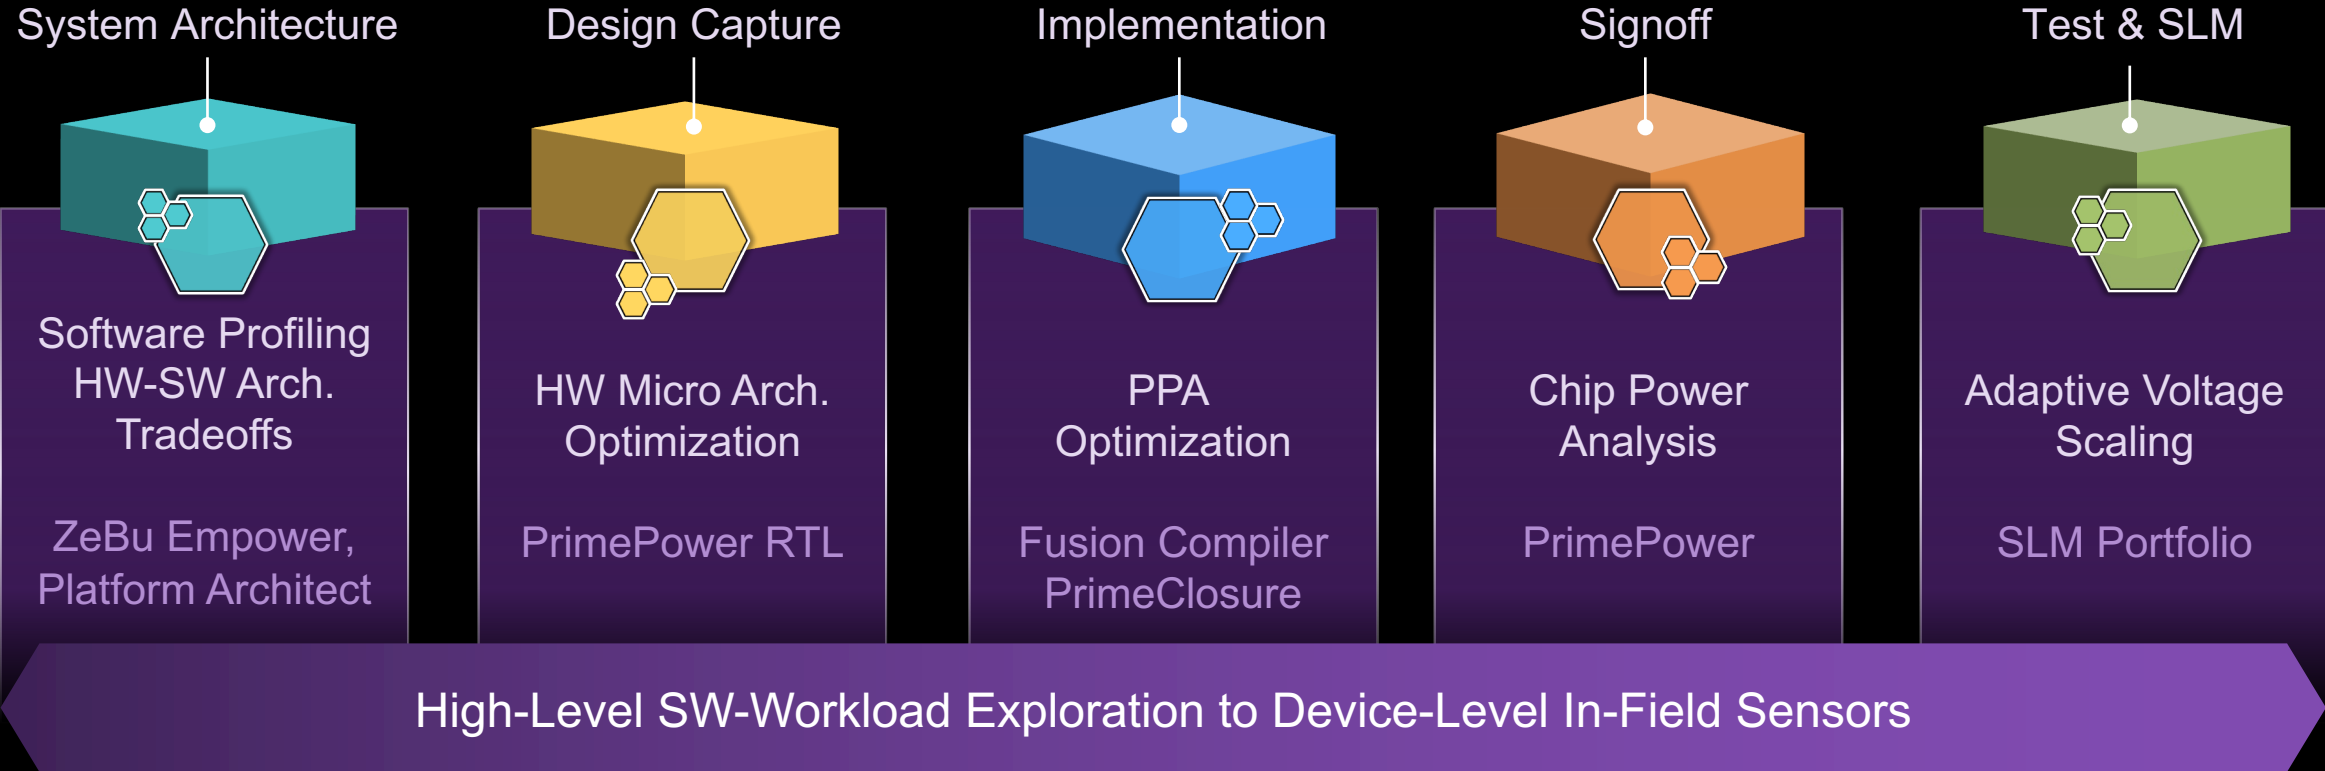 System Architecture
Design Capture
Implementation
Signoff
Test & SLM
Software Profiling
HW-SW Arch.
Tradeoffs
ZeBu Empower,
Platform Architect
HW Micro Arch.
Optimization
PrimePower RTL
PPA
Optimization
Fusion Compiler
PrimeClosure
Chip Power
Analysis
PrimePower
Adaptive Voltage
Scaling
SLM Portfolio
High-Level SW-Workload Exploration to Device-Level In-Field Sensors